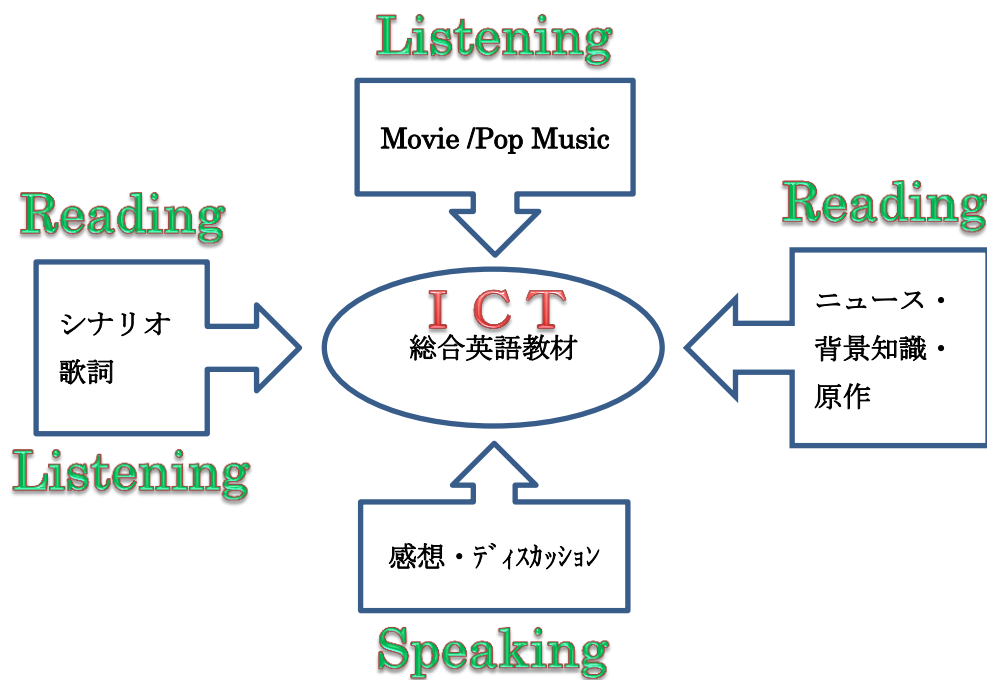 Listening
Movie /Pop Music
Reading
シナリオ
歌詞
Listening
ＩＣＴ
総合英語教材
Reading
ニュース・
背景知識・
原作
感想・ﾃﾞｨｽｶｯｼｮﾝ
Speaking